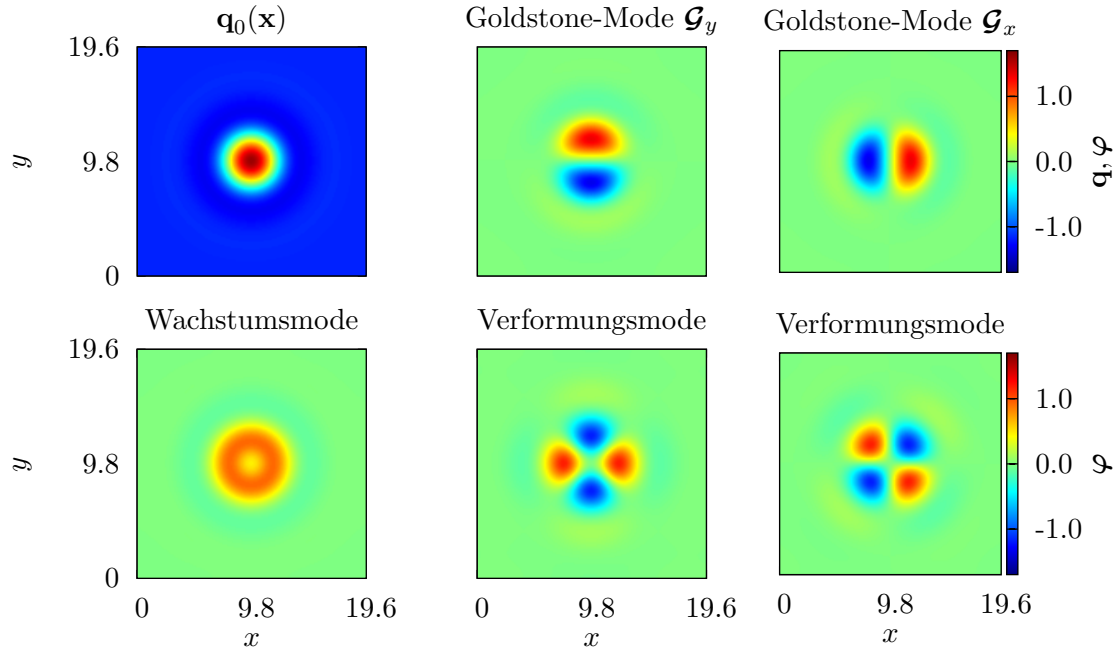 q₀(x) Goldstone-Mode 𝓖y Goldstone-Mode 𝓖x
19.6
y 9.8
0
1.0
0.0
-1.0
q, φ
Wachstumsmode Verformungsmode Verformungsmode
19.6
y 9.8
0
1.0
0.0
-1.0
φ
0 9.8 19.6 0 9.8 19.6 0 9.8 19.6
x x x